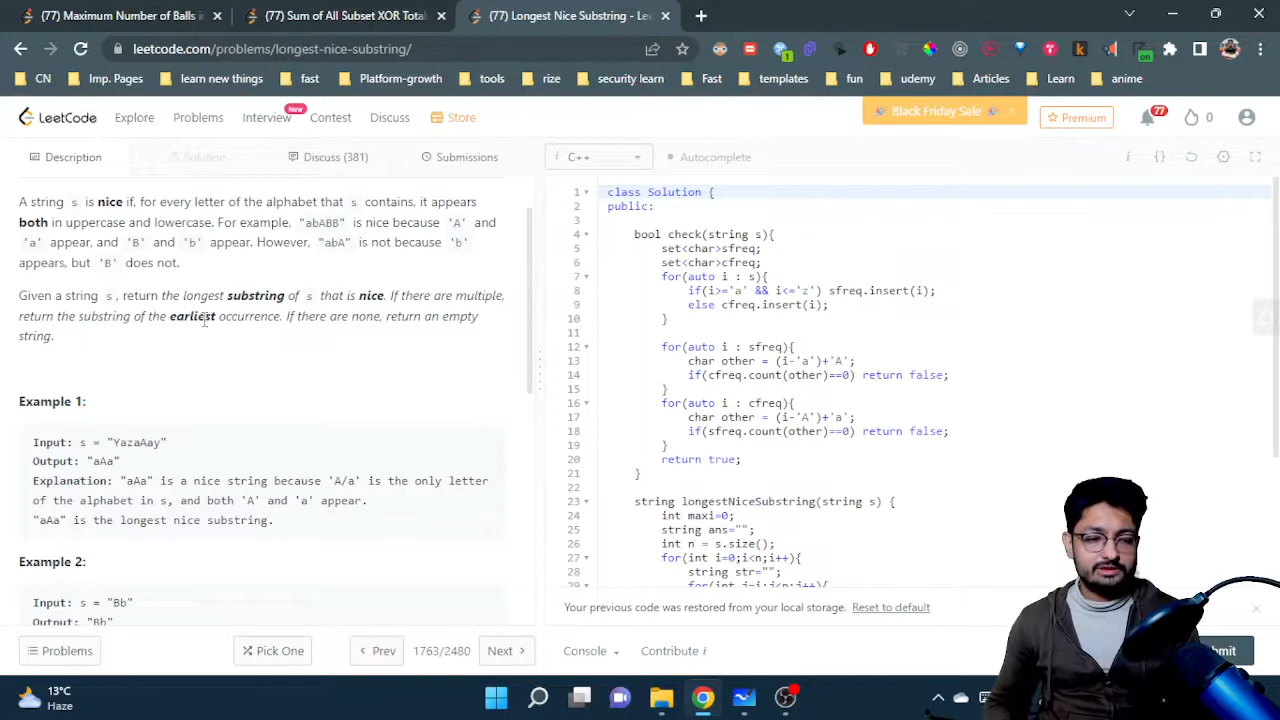 (77) Maximum Number of Balls in
(77) Sum of All Subset XOR Total
(77) Longest Nice Substring - Le
leetcode.com/problems/longest-nice-substring/
CN
Imp. Pages
learn new things
fast
Platform-growth
tools
rize
security learn
Fast
templates
fun
udemy
Articles
Learn
anime
LeetCode
Explore
Problems
Interview
New
Contest
Discuss
Store
Black Friday Sale
Premium
77
0
Description
Solution
Discuss (381)
Submissions
i C++
Autocomplete
A string s is nice if, for every letter of the alphabet that s contains, it appears
both in uppercase and lowercase. For example, "abABB" is nice because 'A' and
'a' appear, and 'B' and 'b' appear. However, "abA" is not because 'b'
appears, but 'B' does not.
Given a string s, return the longest substring of s that is nice. If there are multiple,
return the substring of the earliest occurrence. If there are none, return an empty
string.
Example 1:
Input: s = "YazaAay"
Output: "aAa"
Explanation: "aAa" is a nice string because 'A/a' is the only letter
of the alphabet in s, and both 'A' and 'a' appear.
"aAa" is the longest nice substring.
Example 2:
Input: s = "Bb"
Output: "Bb"
1 class Solution {
2 public:
3
4 bool check(string s){
5 set<char>sfreq;
6 set<char>cfreq;
7 for(auto i : s){
8 if(i>='a' && i<='z') sfreq.insert(i);
9 else cfreq.insert(i);
10 }
11
12 for(auto i : sfreq){
13 char other = (i-'a')+'A';
14 if(cfreq.count(other)==0) return false;
15 }
16 for(auto i : cfreq){
17 char other = (i-'A')+'a';
18 if(sfreq.count(other)==0) return false;
19 }
20 return true;
21 }
22
23 string longestNiceSubstring(string s) {
24 int maxi=0;
25 string ans="";
26 int n = s.size();
27 for(int i=0;i<n;i++){
28 string str="";
29 for(int j=i;j<n;j++){
Your previous code was restored from your local storage. Reset to default
Problems
Pick One
Prev
1763/2480
Next
Console
Contribute i
13°C
Haze